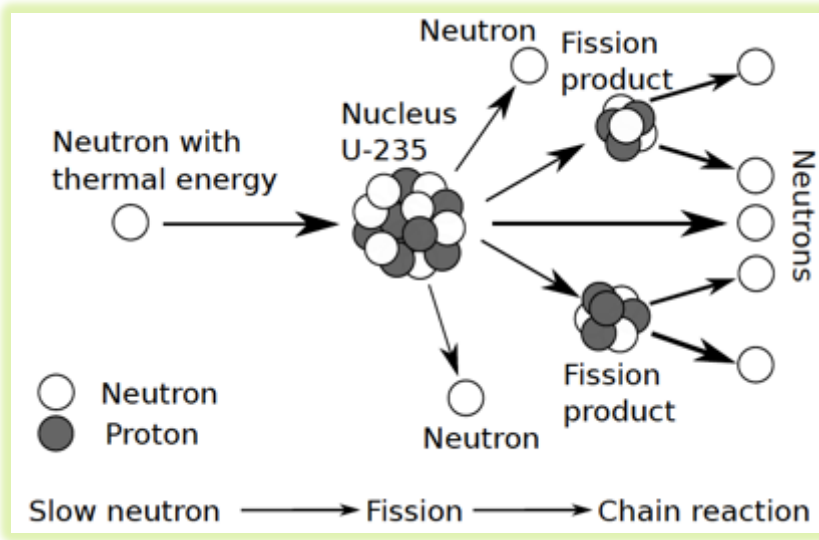 Neutron
Fission
product
Nucleus
U-235
Neutron with
thermal energy
Neutrons
Fission
product
Neutron
Neutron
Proton
Slow neutron Fission Chain reaction